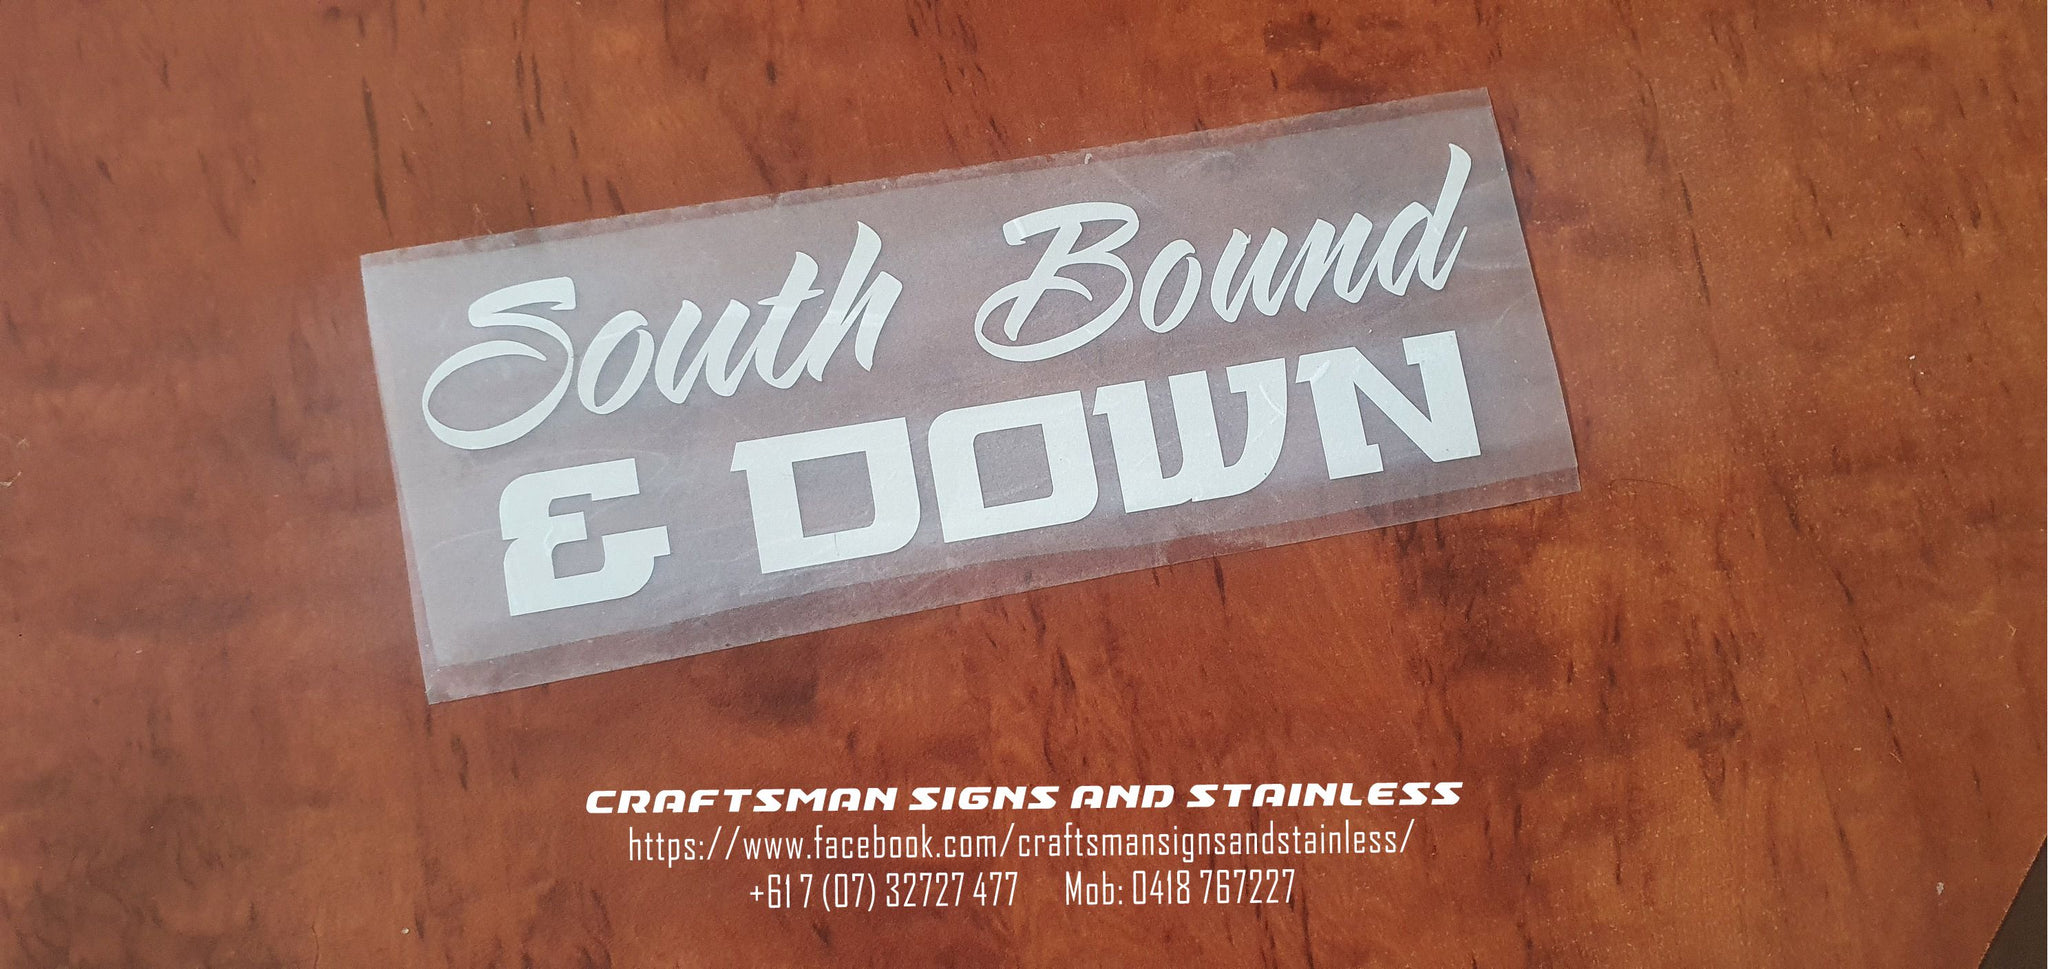 South Bound
& DOWN
CRAFTSMAN SIGNS AND STAINLESS
https://www.facebook.com/craftsmansignsandstainless/
+61 7 (07) 32727 477 Mob: 0418 767227